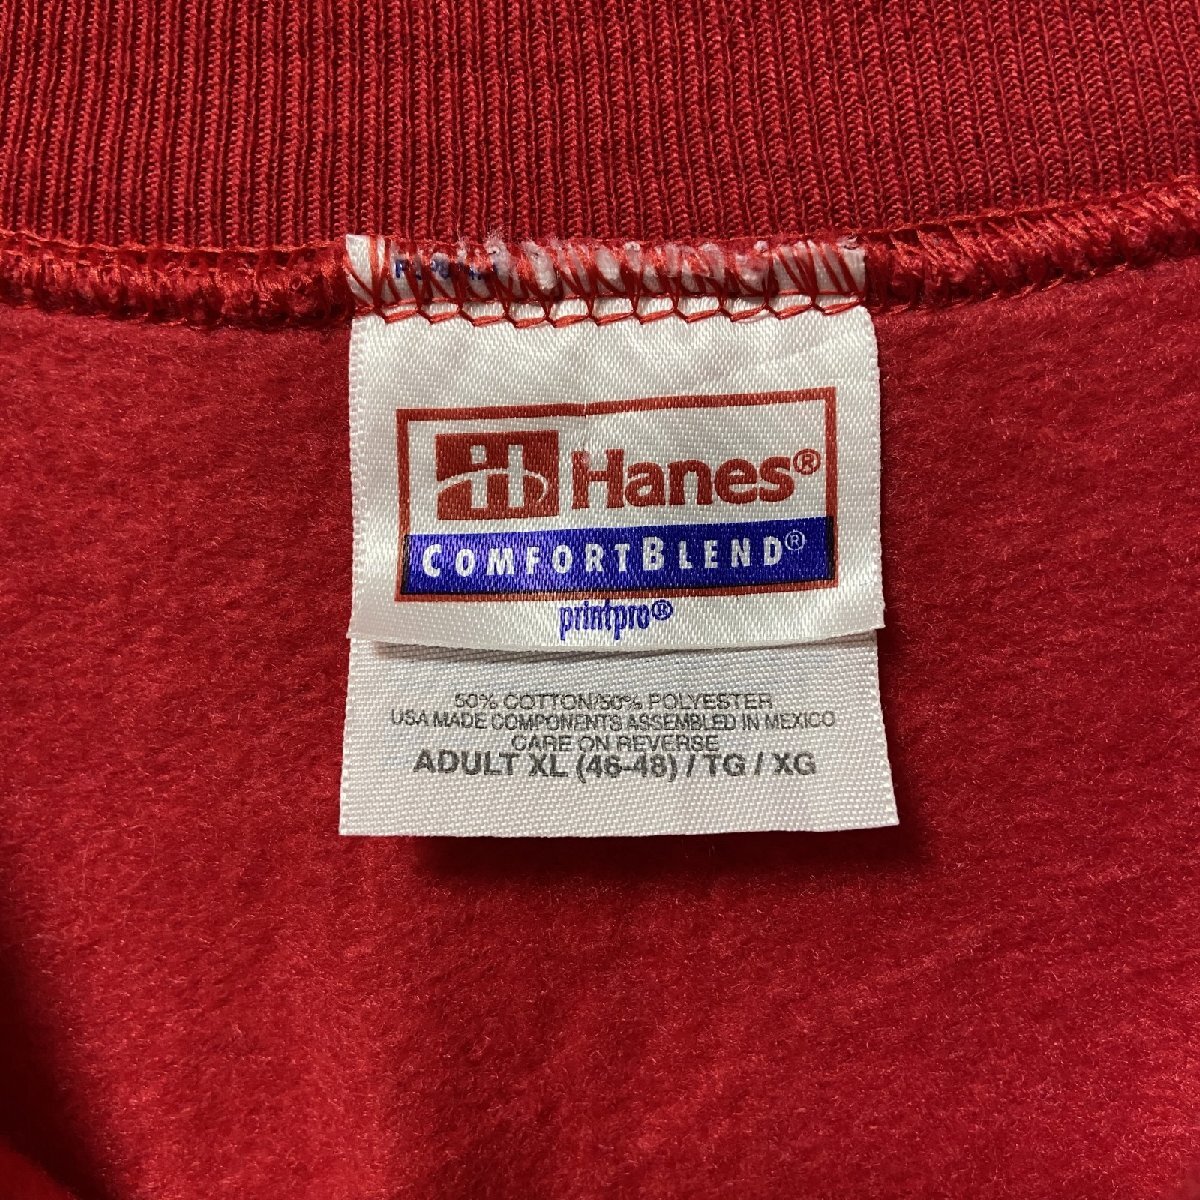 Hanes®
COMFORTBLEND®
printpro®
50% COTTON/50% POLYESTER
USA MADE COMPONENTS ASSEMBLED IN MEXICO
CARE ON REVERSE
ADULT XL (46-48) / TG / XG